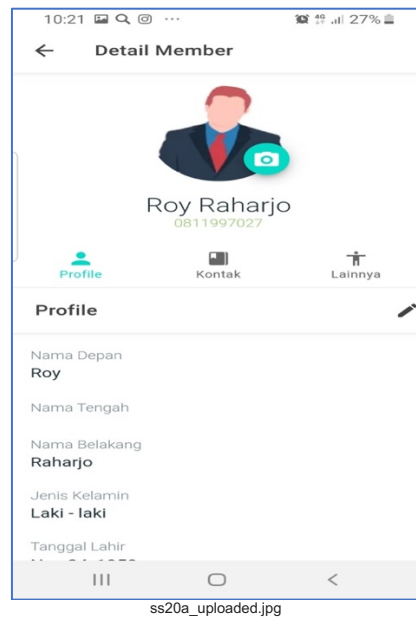 10:21
27%
Detail Member
Roy Raharjo
0811997027
Profile
Kontak
Lainnya
Profile
Nama Depan
Roy
Nama Tengah
Nama Belakang
Raharjo
Jenis Kelamin
Laki - laki
Tanggal Lahir
ss20a_uploaded.jpg